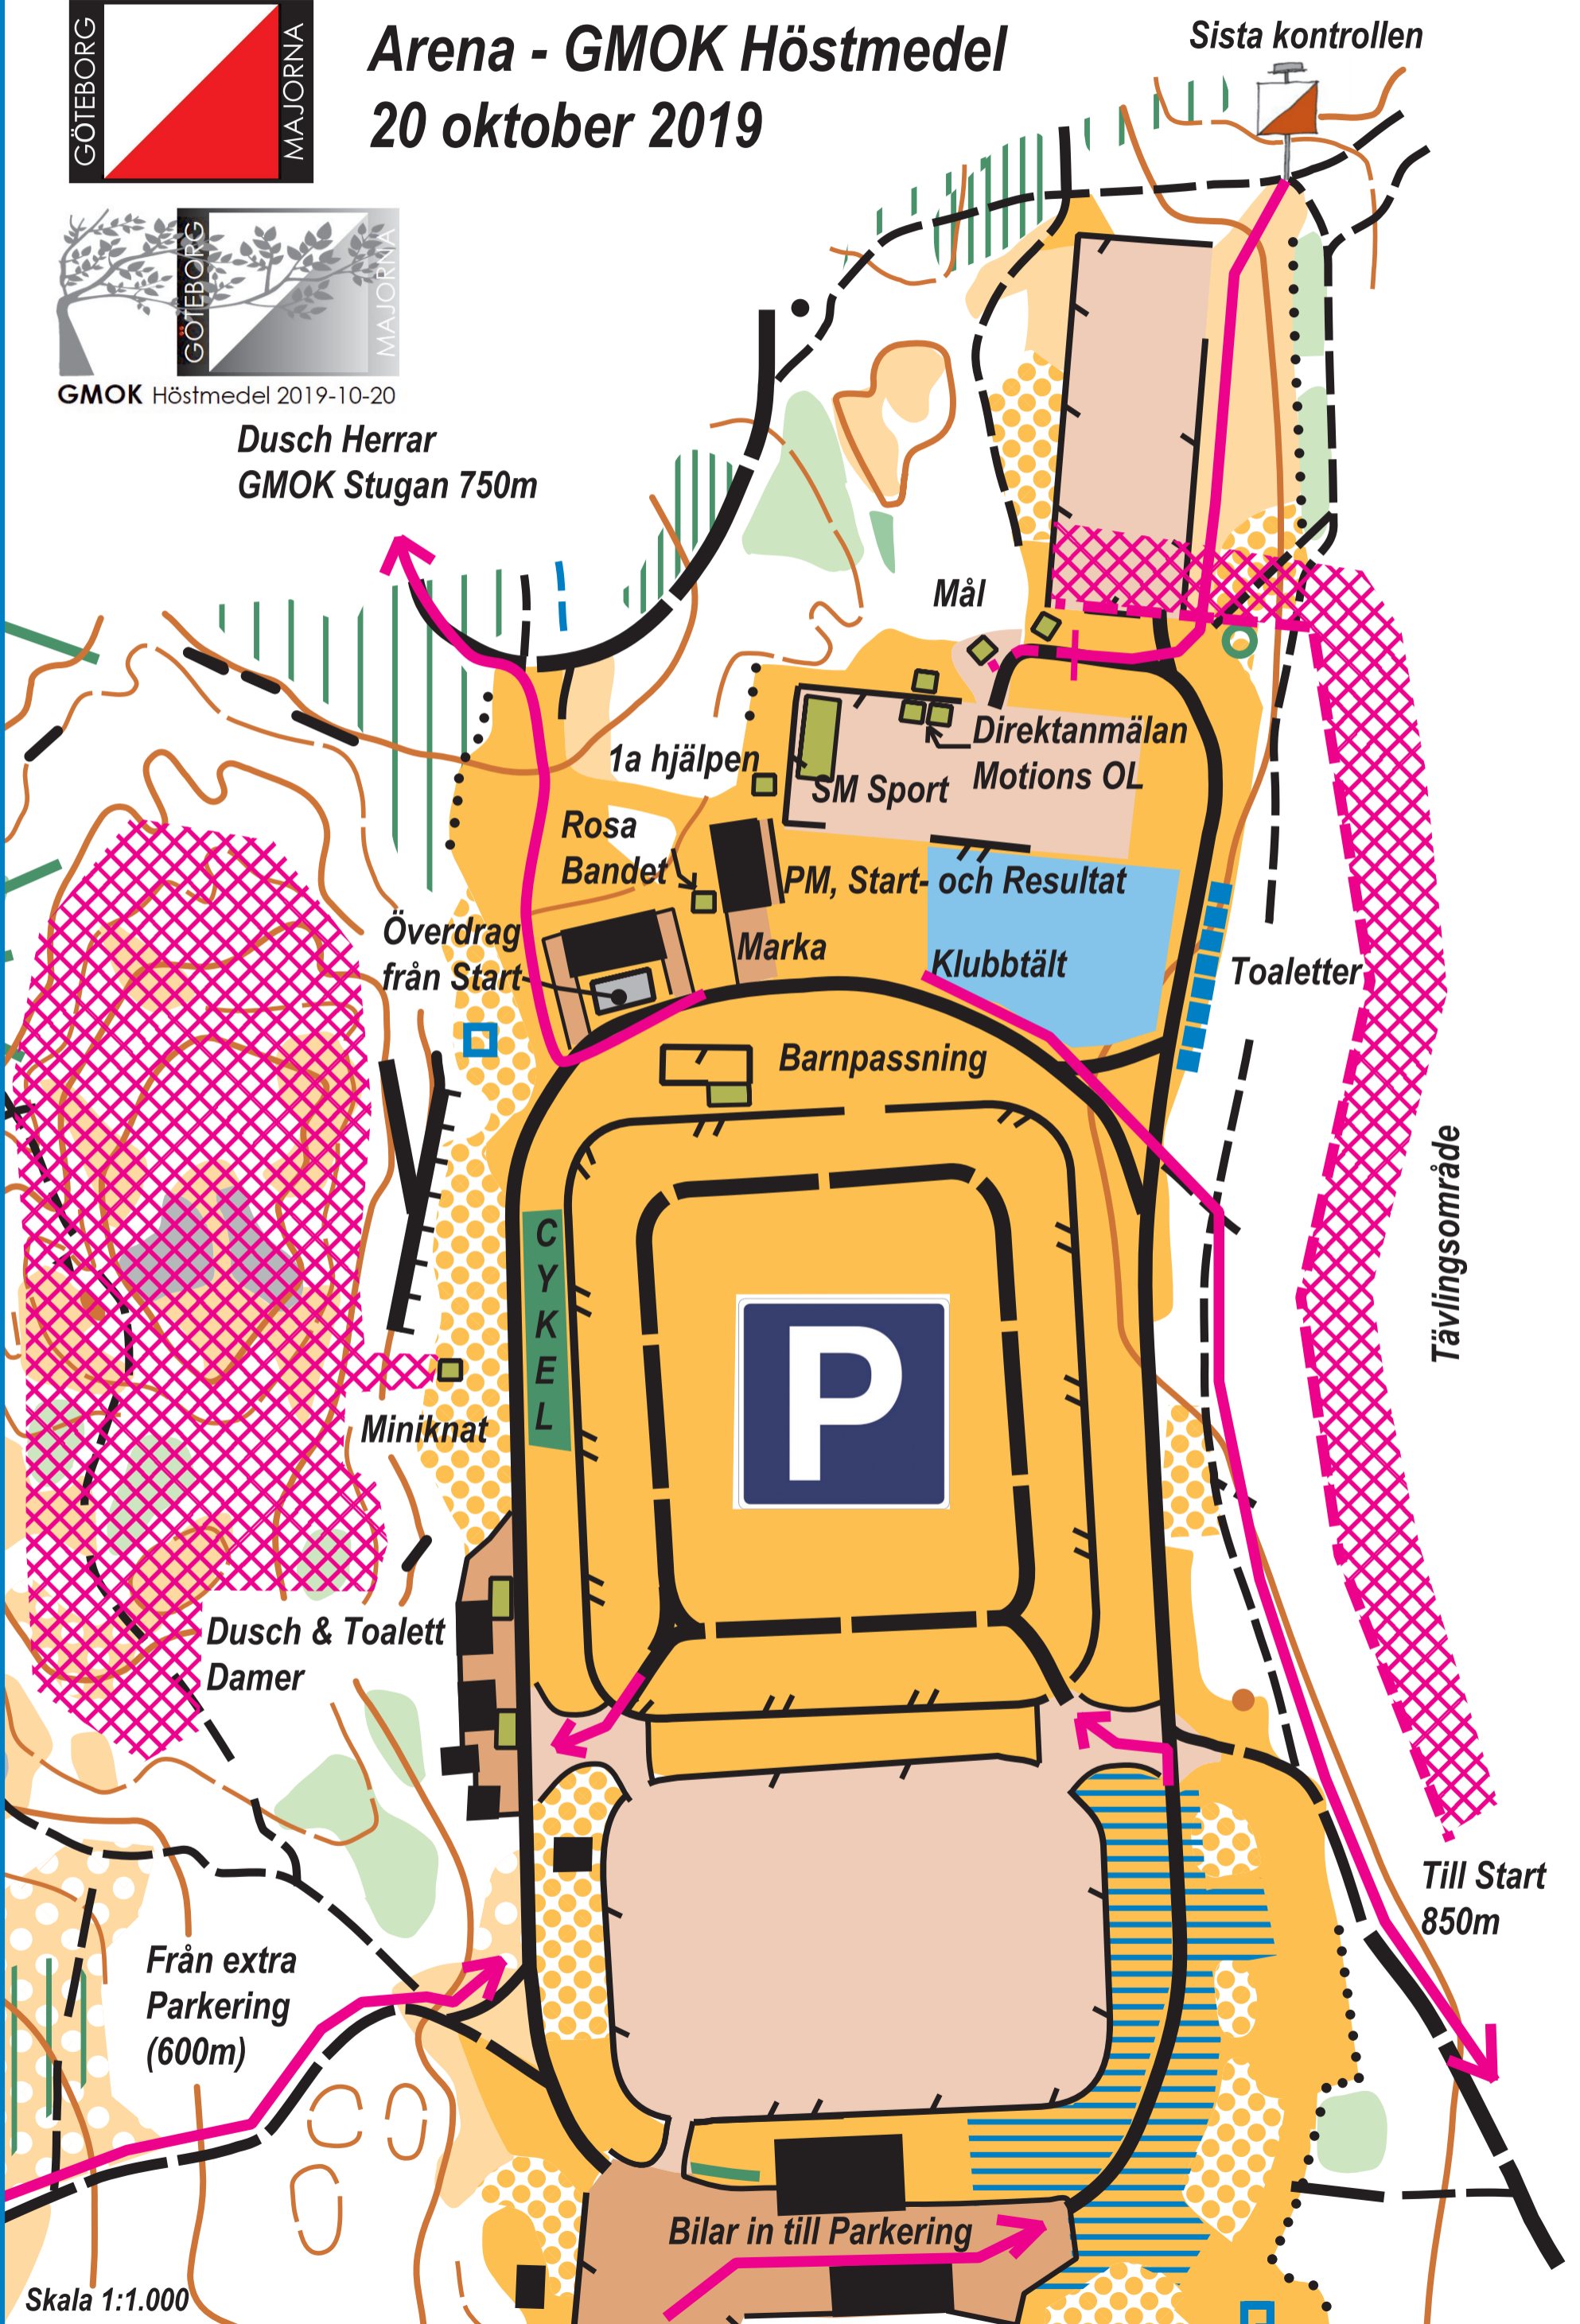 GÖTEBORG
MAJORNA
Arena - GMOK Höstmedel
20 oktober 2019
Sista kontrollen
GÖTEBORG
MAJORNA
GMOK Höstmedel 2019-10-20
Dusch Herrar
GMOK Stugan 750m
Mål
Direktanmälan
Motions OL
1a hjälpen
SM Sport
Rosa
Bandet
PM, Start- och Resultat
Överdrag
från Start
Marka
Klubbtält
Toaletter
Barnpassning
Tävlingsområde
C
Y
K
E
L
P
Miniknat
Dusch & Toalett
Damer
Till Start
850m
Från extra
Parkering
(600m)
Bilar in till Parkering
Skala 1:1.000